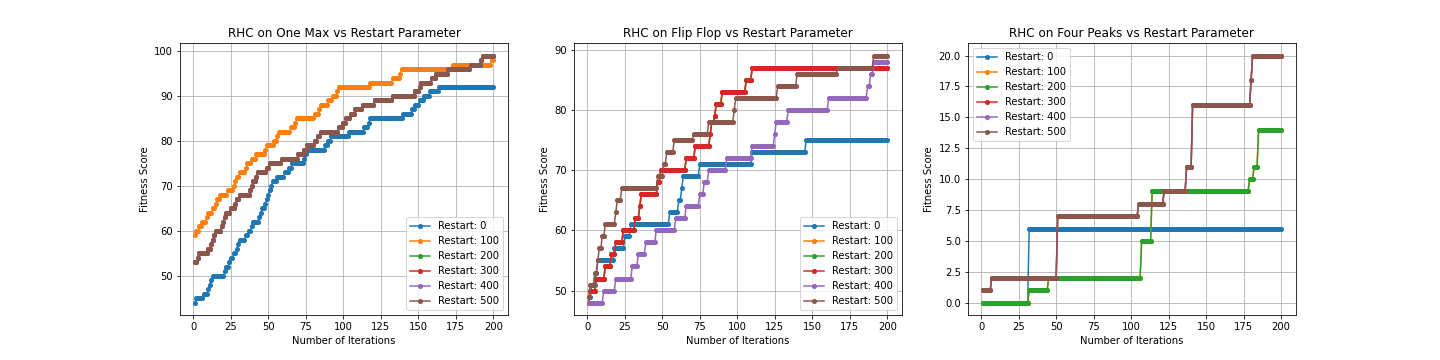 RHC on One Max vs Restart Parameter
100
90
80
70
60
50
Fitness Score
Restart: 0
Restart: 100
Restart: 200
Restart: 300
Restart: 400
Restart: 500
0
25
50
75
100
125
150
175
200
Number of Iterations
RHC on Flip Flop vs Restart Parameter
90
80
70
60
50
Fitness Score
Restart: 0
Restart: 100
Restart: 200
Restart: 300
Restart: 400
Restart: 500
0
25
50
75
100
125
150
175
200
Number of Iterations
RHC on Four Peaks vs Restart Parameter
20.0
17.5
15.0
12.5
10.0
7.5
5.0
2.5
0.0
Fitness Score
Restart: 0
Restart: 100
Restart: 200
Restart: 300
Restart: 400
Restart: 500
0
25
50
75
100
125
150
175
200
Number of Iterations